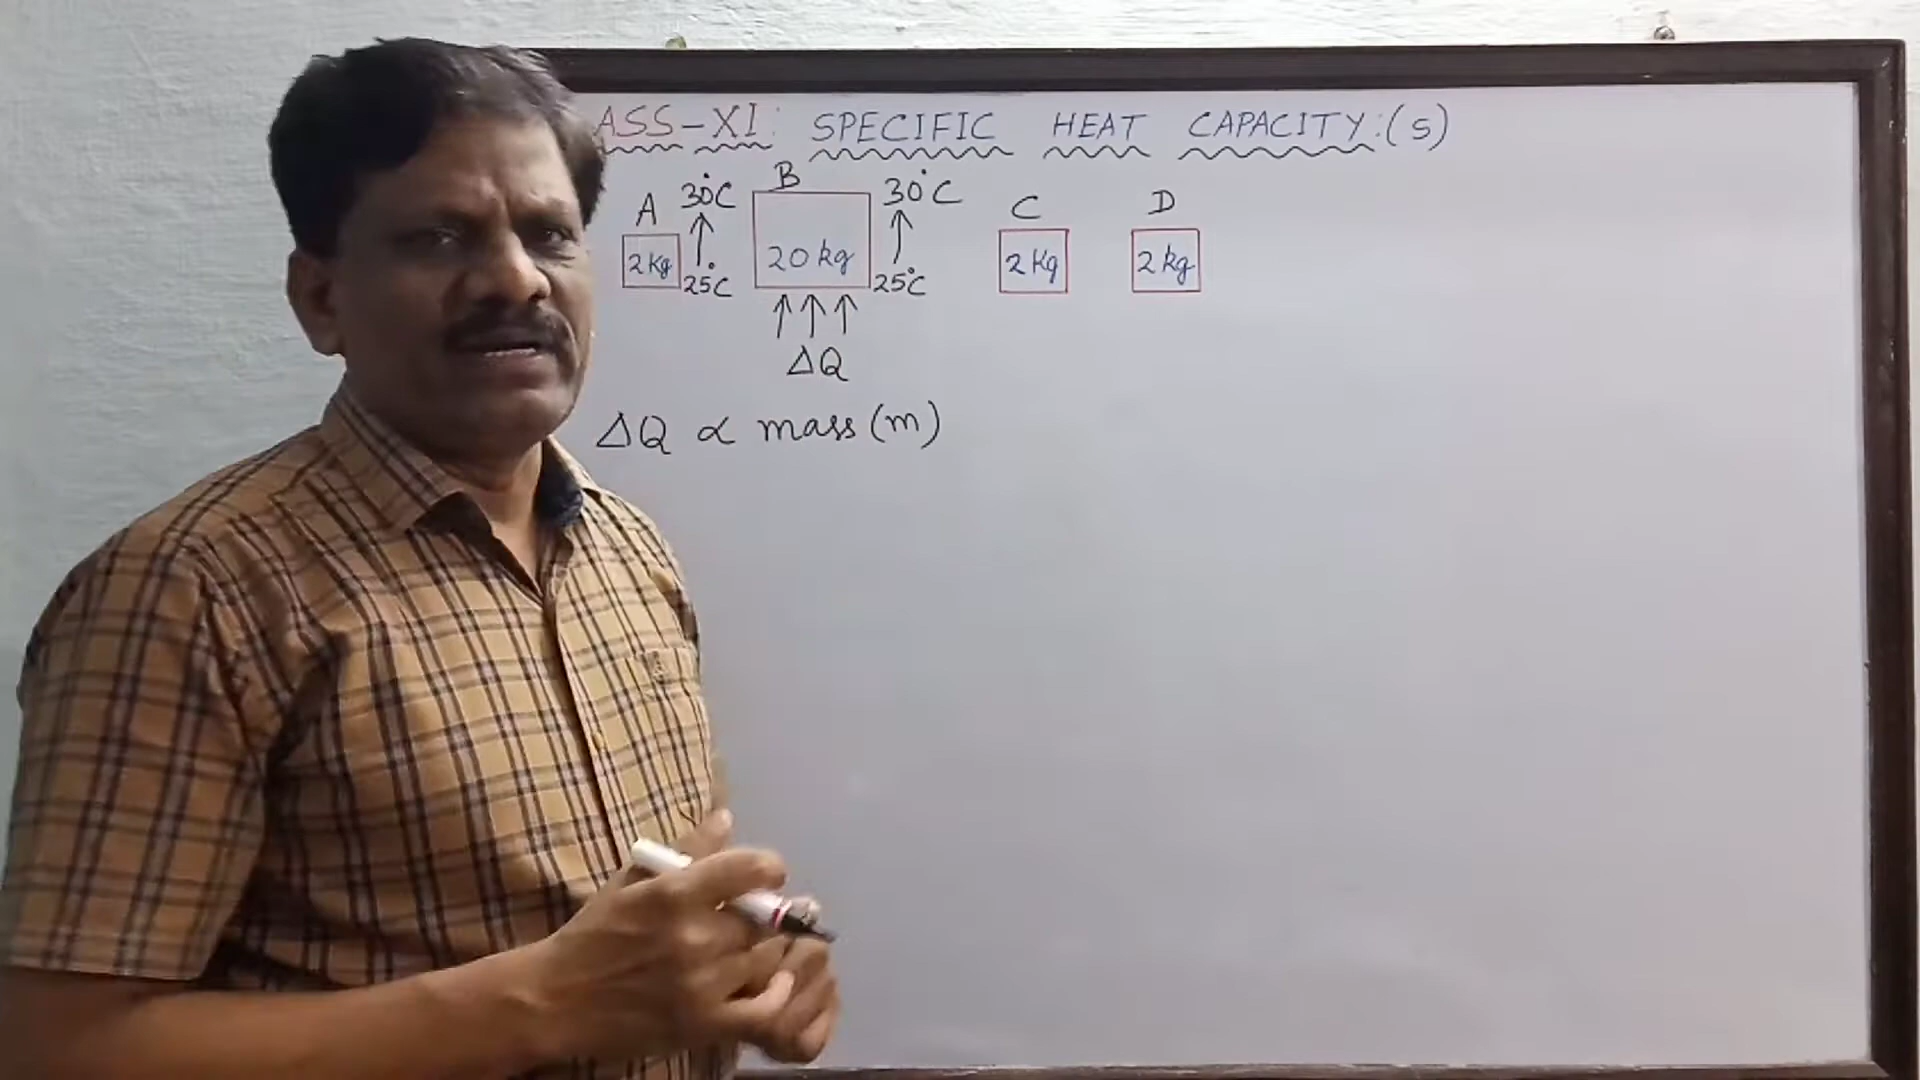 ASS-XI: SPECIFIC HEAT CAPACITY:(s)
A 30°C B 30°C C D
2 Kg 25°C 20 kg 25°C 2 Kg 2 kg
↑ ↑ ↑
ΔQ
ΔQ ∝ mass (m)